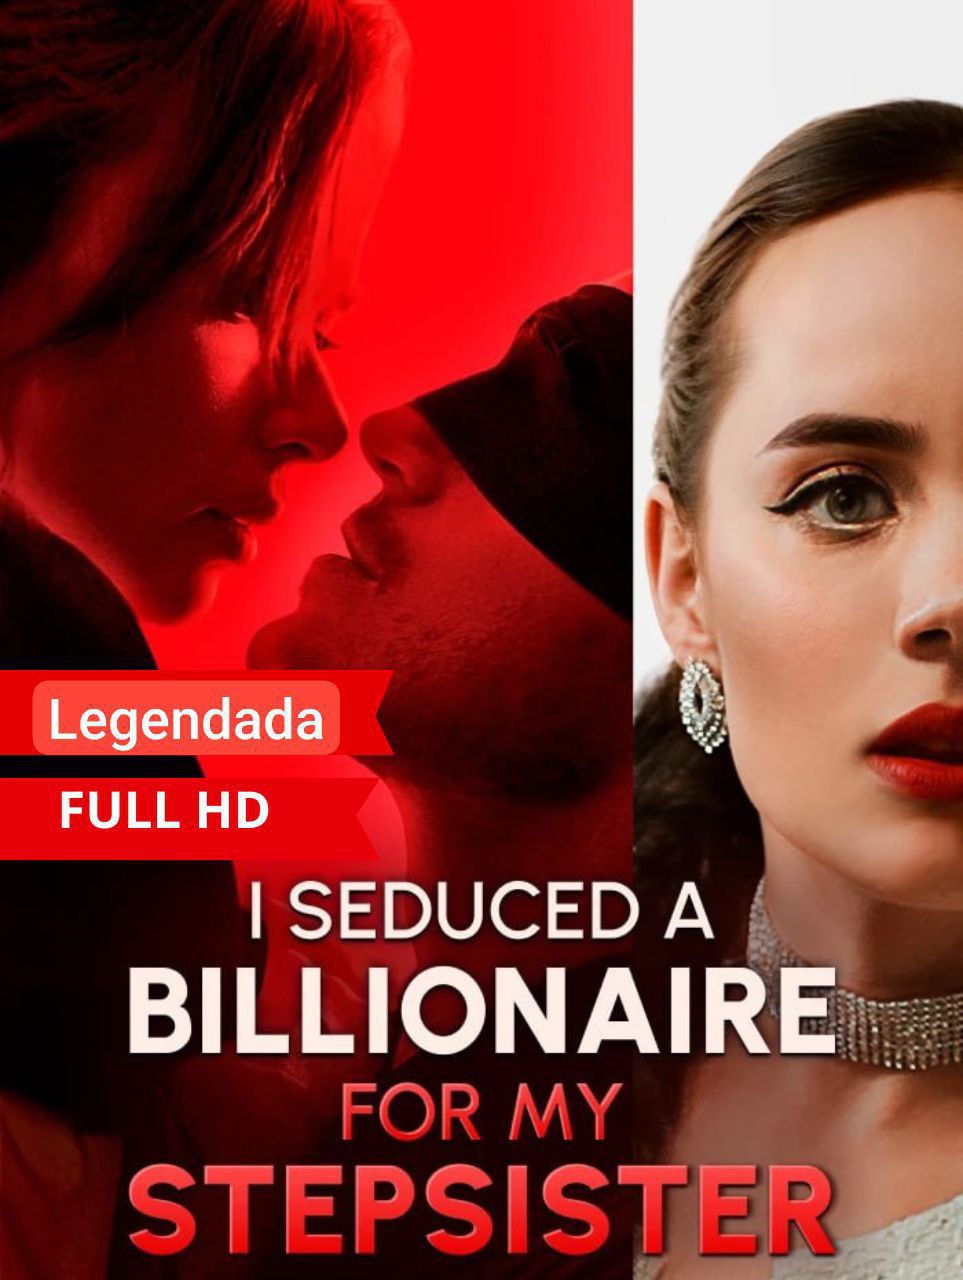 Legendada
FULL HD
I SEDUCED A
BILLIONAIRE
FOR MY
STEPSISTER